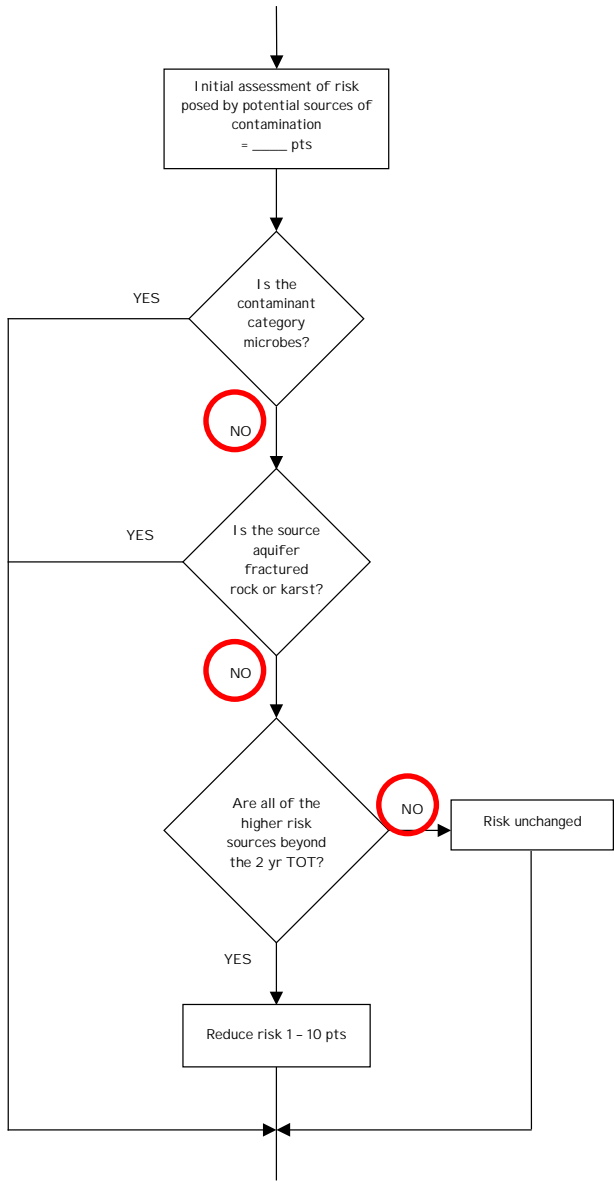 Initial assessment of risk
posed by potential sources of
contamination
= _____ pts
Is the
contaminant
category
microbes?
YES
NO
Is the source
aquifer
fractured
rock or karst?
YES
NO
Are all of the
higher risk
sources beyond
the 2 yr TOT?
NO
Risk unchanged
YES
Reduce risk 1 – 10 pts